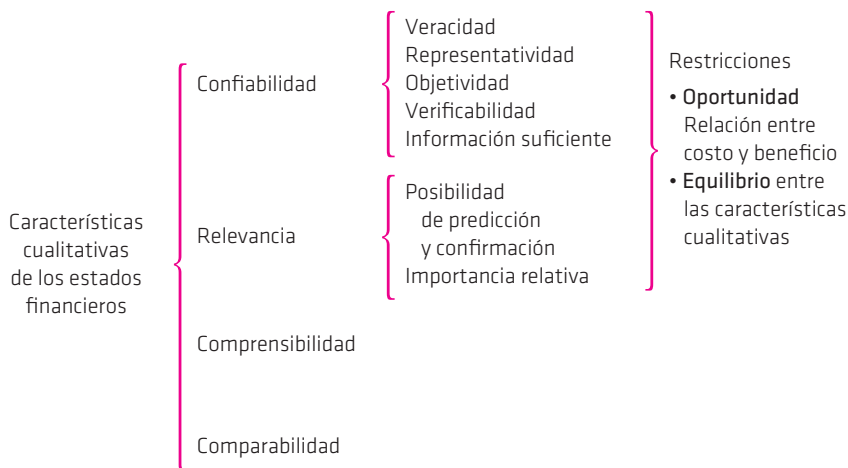 Características
cualitativas
de los estados
financieros
Confiabilidad
Veracidad
Representatividad
Objetividad
Verificabilidad
Información suficiente
Relevancia
Posibilidad
de predicción
y confirmación
Importancia relativa
Comprensibilidad
Comparabilidad
Restricciones
• Oportunidad
Relación entre
costo y beneficio
• Equilibrio entre
las características
cualitativas